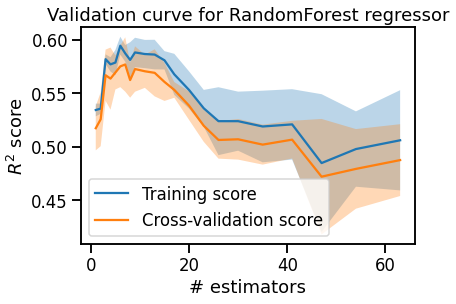 Validation curve for RandomForest regressor
0.60
0.55
0.50
0.45
R² score
Training score
Cross-validation score
0
20
40
60
# estimators